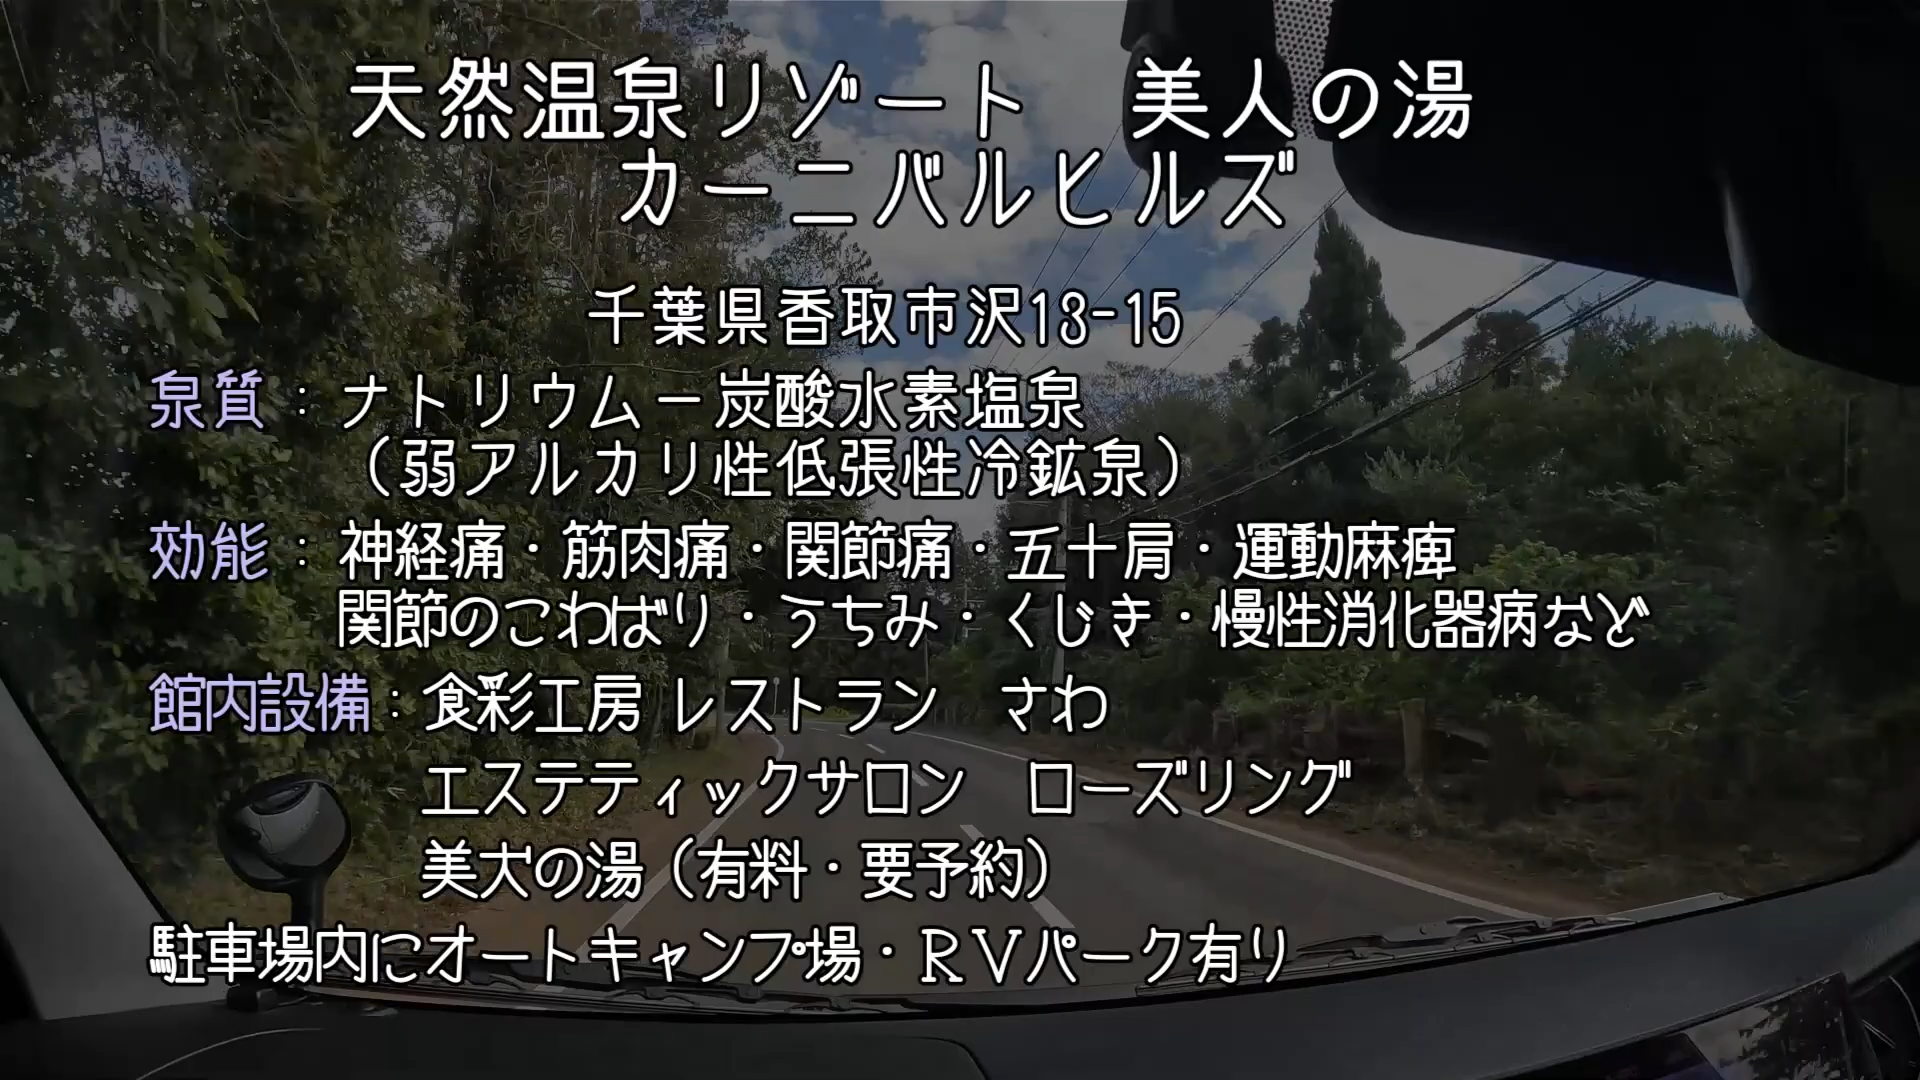 天然温泉リゾート　美人の湯
カーニバルヒルズ
千葉県香取市沢13-15
泉質：ナトリウム－炭酸水素塩泉
（弱アルカリ性低張性冷鉱泉）
効能：神経痛・筋肉痛・関節痛・五十肩・運動麻痺
関節のこわばり・うちみ・くじき・慢性消化器病など
館内設備：食彩工房 レストラン　さわ
エステティックサロン　ローズリング
美犬の湯（有料・要予約）
駐車場内にオートキャンプ場・ＲＶパーク有り